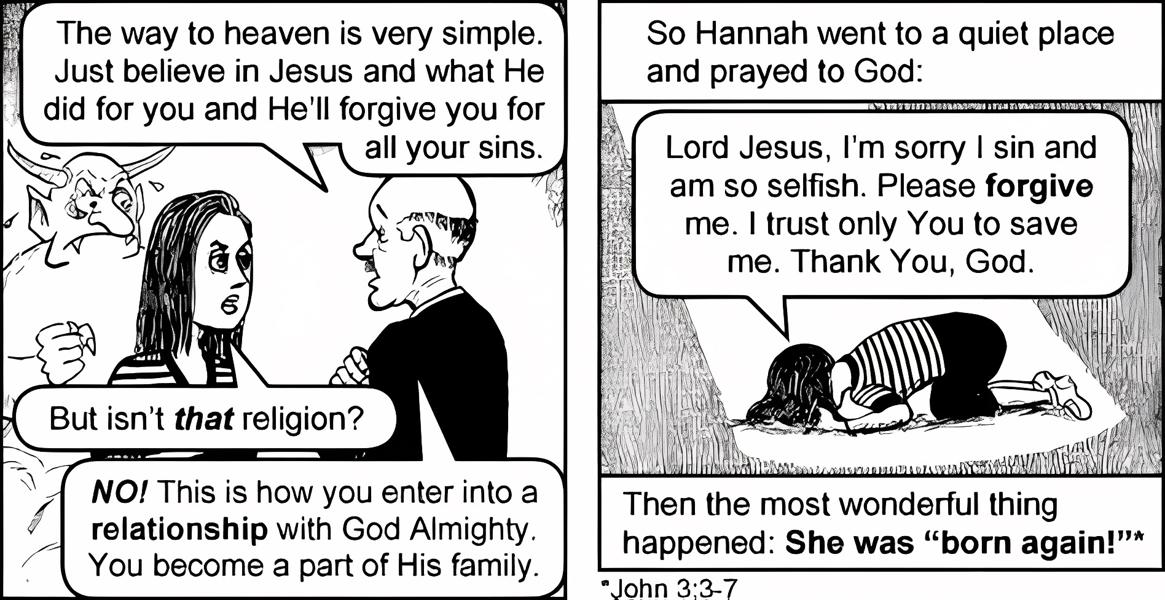 The way to heaven is very simple.
Just believe in Jesus and what He
did for you and He'll forgive you for
all your sins.
But isn't that religion?
NO! This is how you enter into a
relationship with God Almighty.
You become a part of His family.
So Hannah went to a quiet place
and prayed to God:
Lord Jesus, I'm sorry I sin and
am so selfish. Please forgive
me. I trust only You to save
me. Thank You, God.
Then the most wonderful thing
happened: She was “born again!”*
*John 3:3-7